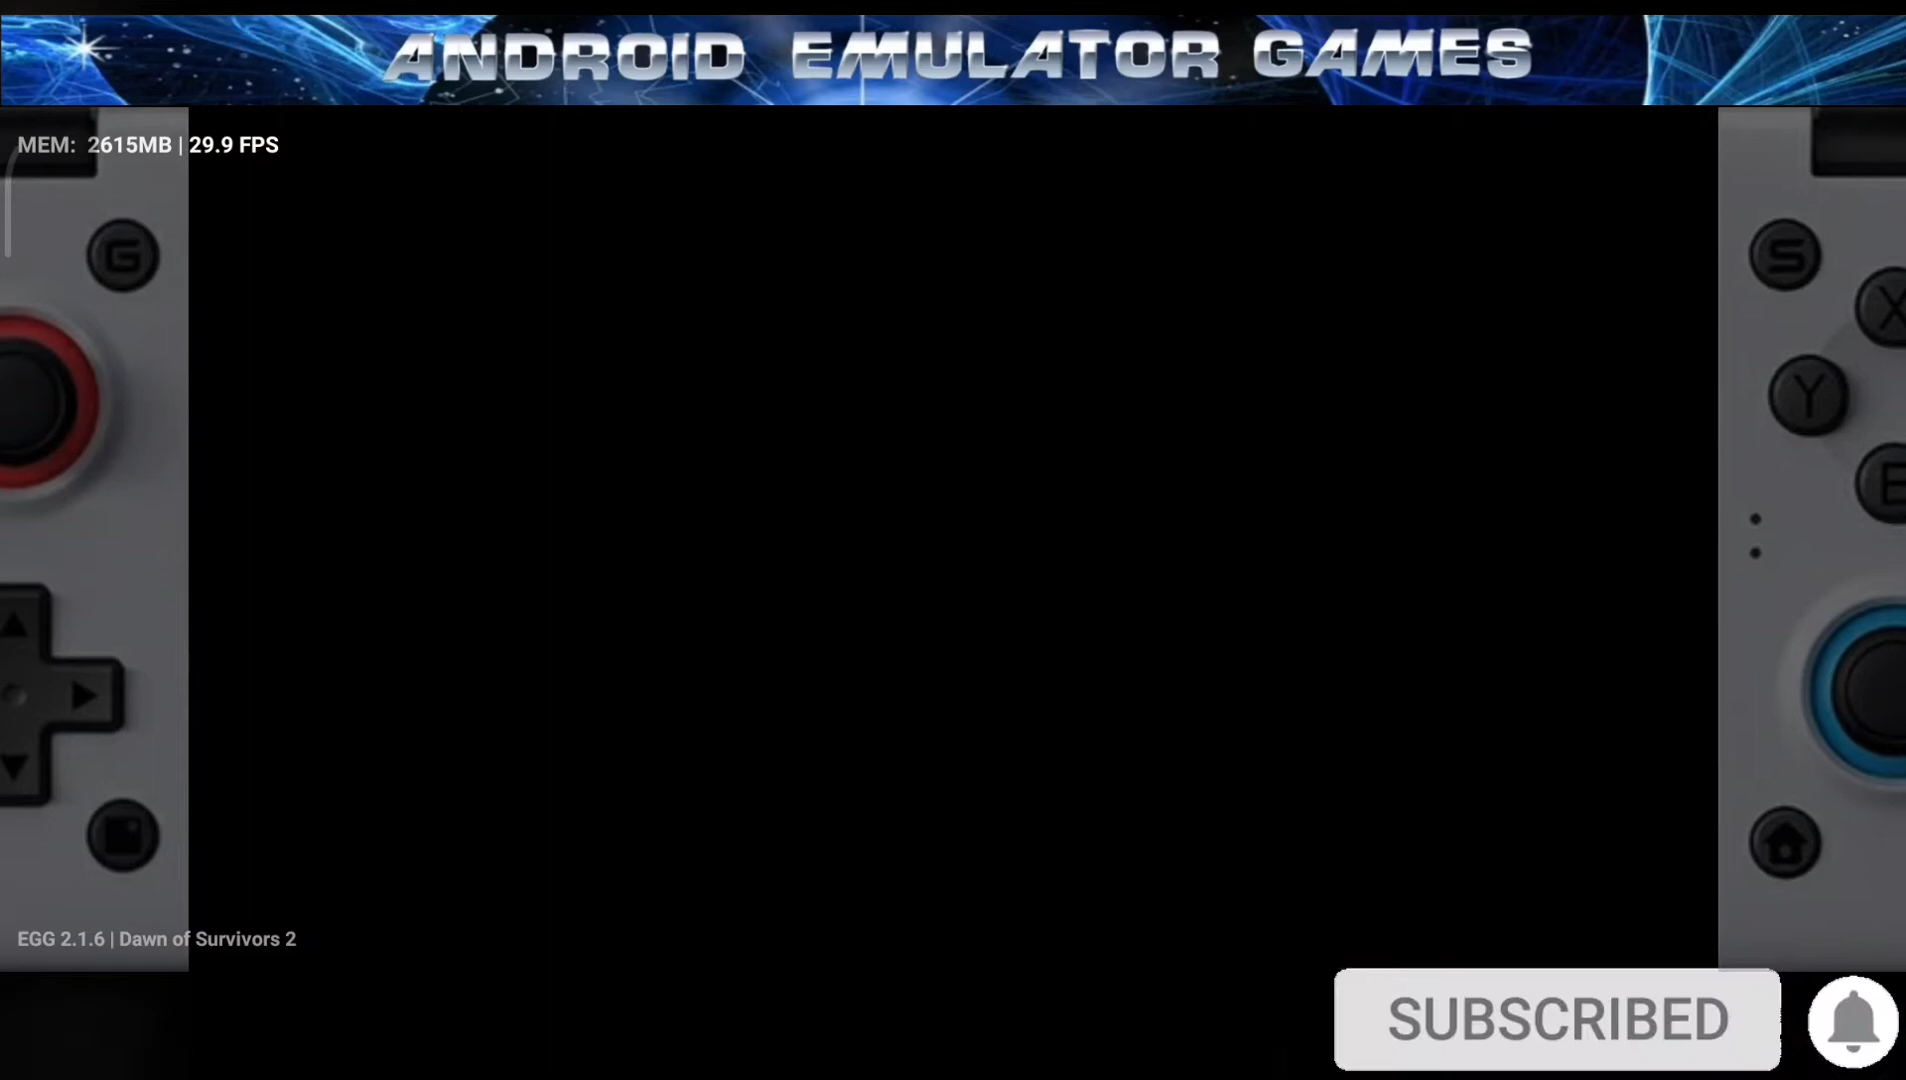 ANDROID EMULATOR GAMES
MEM: 2615MB | 29.9 FPS
G
S
X
Y
EGG 2.1.6 | Dawn of Survivors 2
SUBSCRIBED